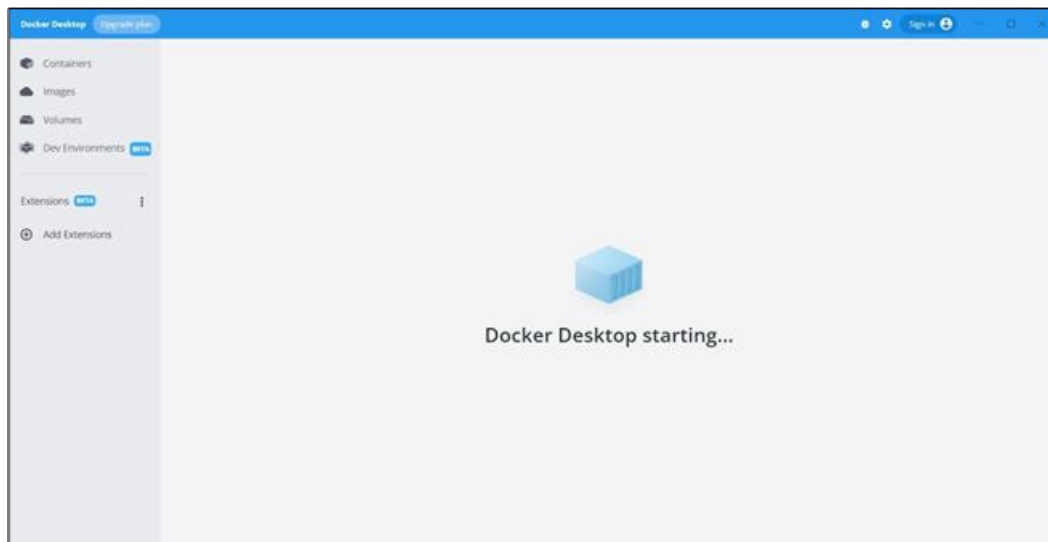 Docker Desktop Upgrade plan Sign in
Containers
Images
Volumes
Dev Environments BETA
Extensions BETA
Add Extensions
Docker Desktop starting...